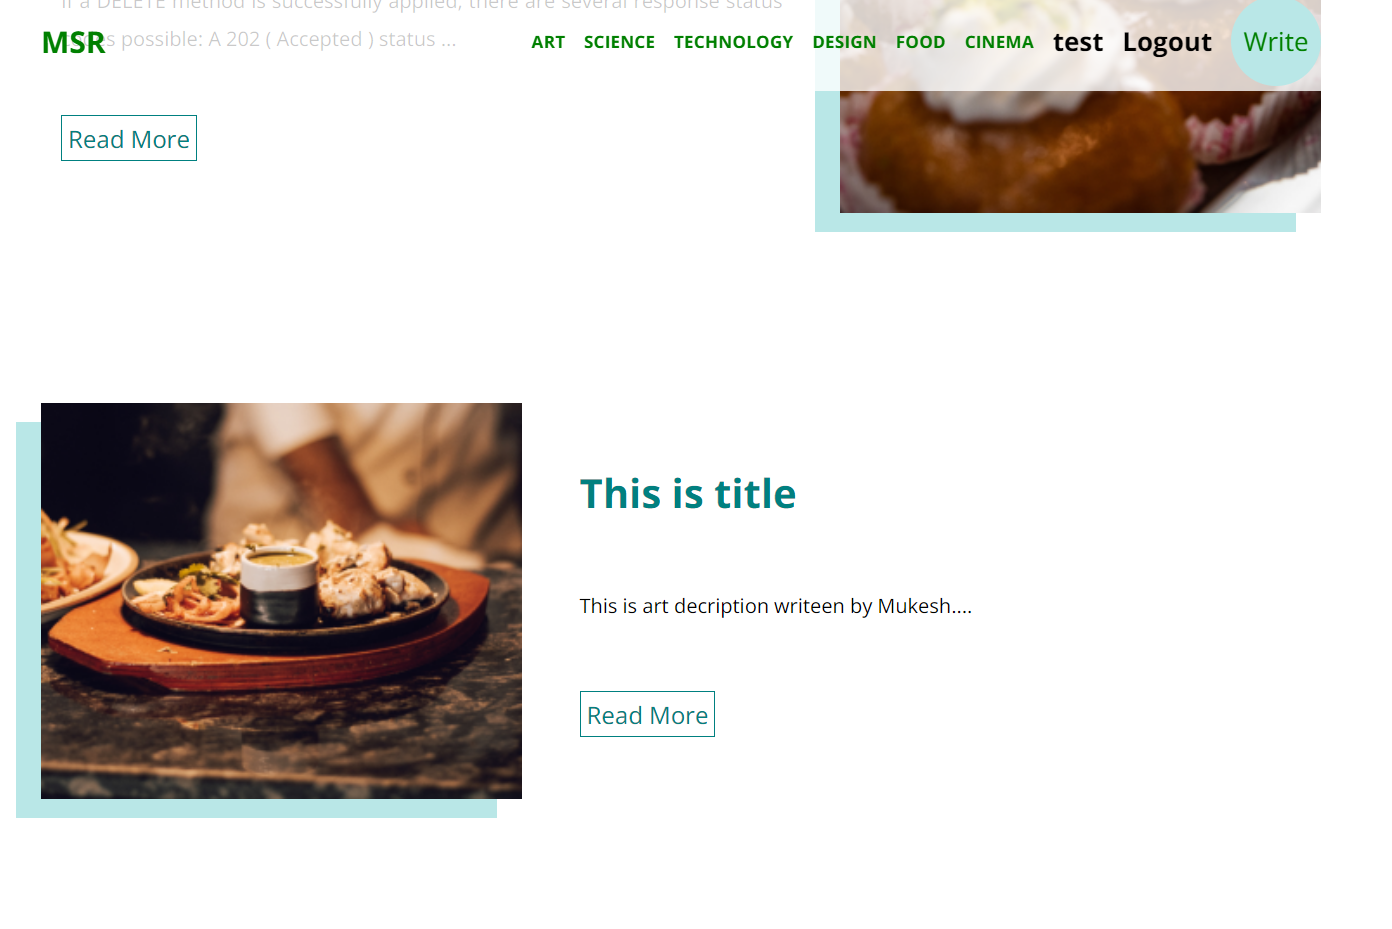 If a DELETE method is successfully applied, there are several response status
MSR
s possible: A 202 ( Accepted ) status ...
ART SCIENCE TECHNOLOGY DESIGN FOOD CINEMA test Logout Write
Read More
This is title
This is art decription writeen by Mukesh....
Read More